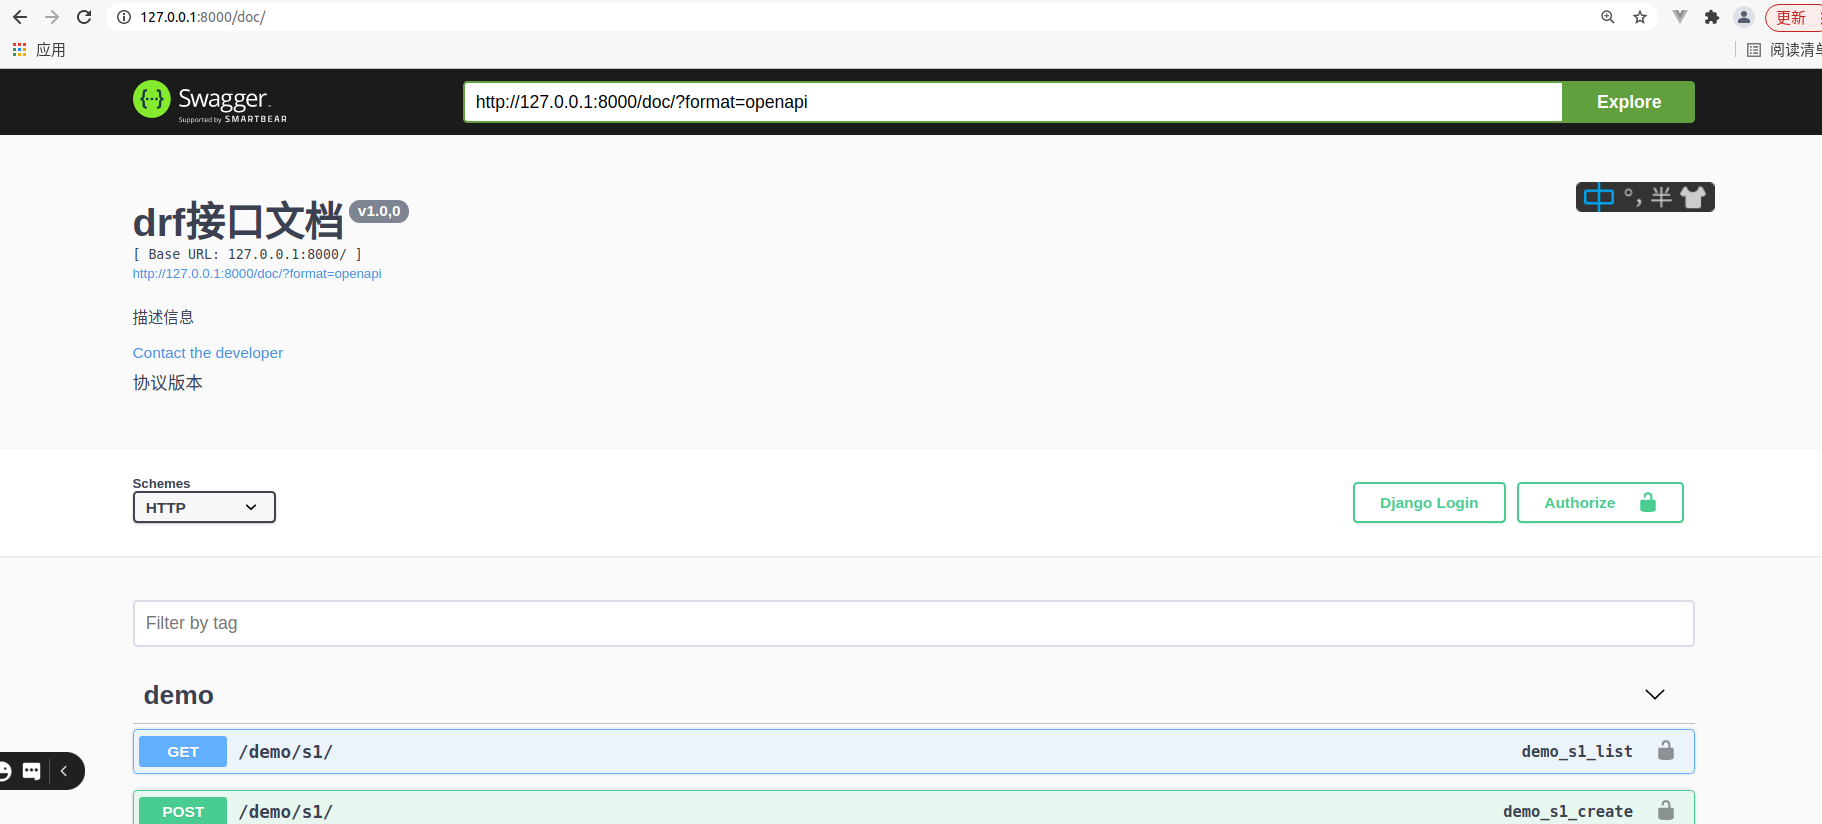 127.0.0.1:8000/doc/
更新
应用
阅读清单
Swagger
Supported by SMARTBEAR
http://127.0.0.1:8000/doc/?format=openapi
Explore
中 °, 半
drf接口文档 v1.0,0
[ Base URL: 127.0.0.1:8000/ ]
http://127.0.0.1:8000/doc/?format=openapi
描述信息
Contact the developer
协议版本
Schemes
HTTP
Django Login
Authorize
Filter by tag
demo
GET /demo/s1/ demo_s1_list
POST /demo/s1/ demo_s1_create